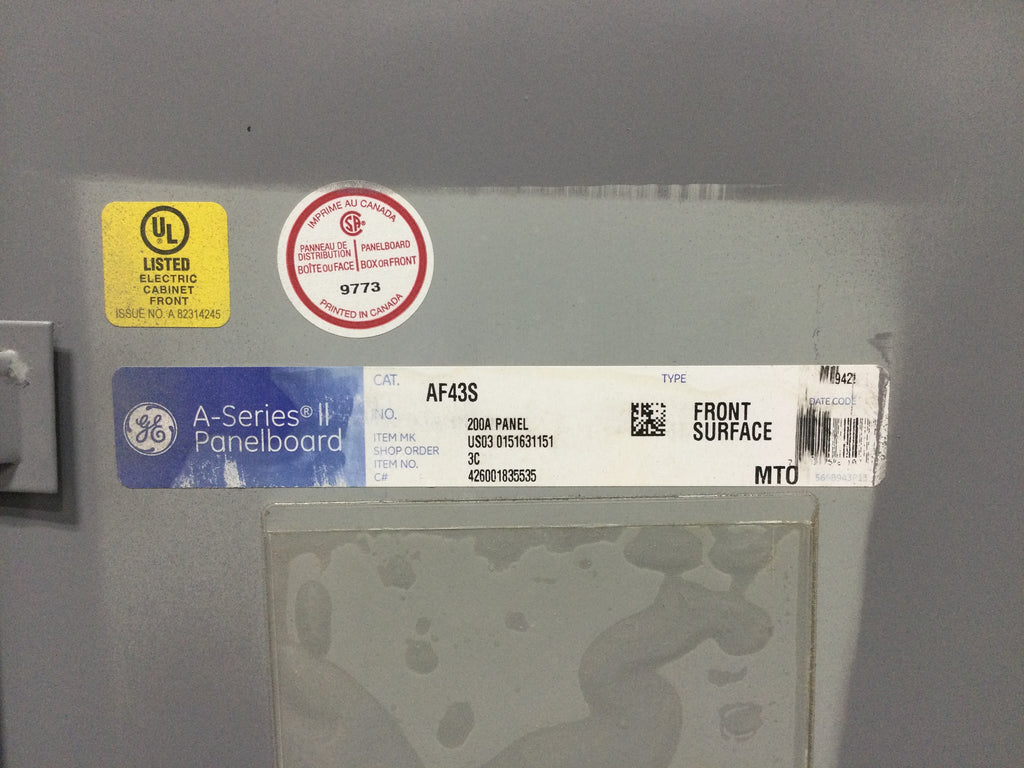 UL
®
LISTED
ELECTRIC
CABINET
FRONT
ISSUE NO. A 82314245
IMPRIME AU CANADA
PANNEAU DE
DISTRIBUTION
BOÎTE OU FACE
PANELBOARD
BOX OR FRONT
9773
PRINTED IN CANADA
GE
A-Series® II
Panelboard
CAT.
AF43S
NO.
200A PANEL
ITEM MK
US03 0151631151
SHOP ORDER
3C
ITEM NO.
C#
426001835535
TYPE
FRONT
SURFACE
MTO
DATE CODE